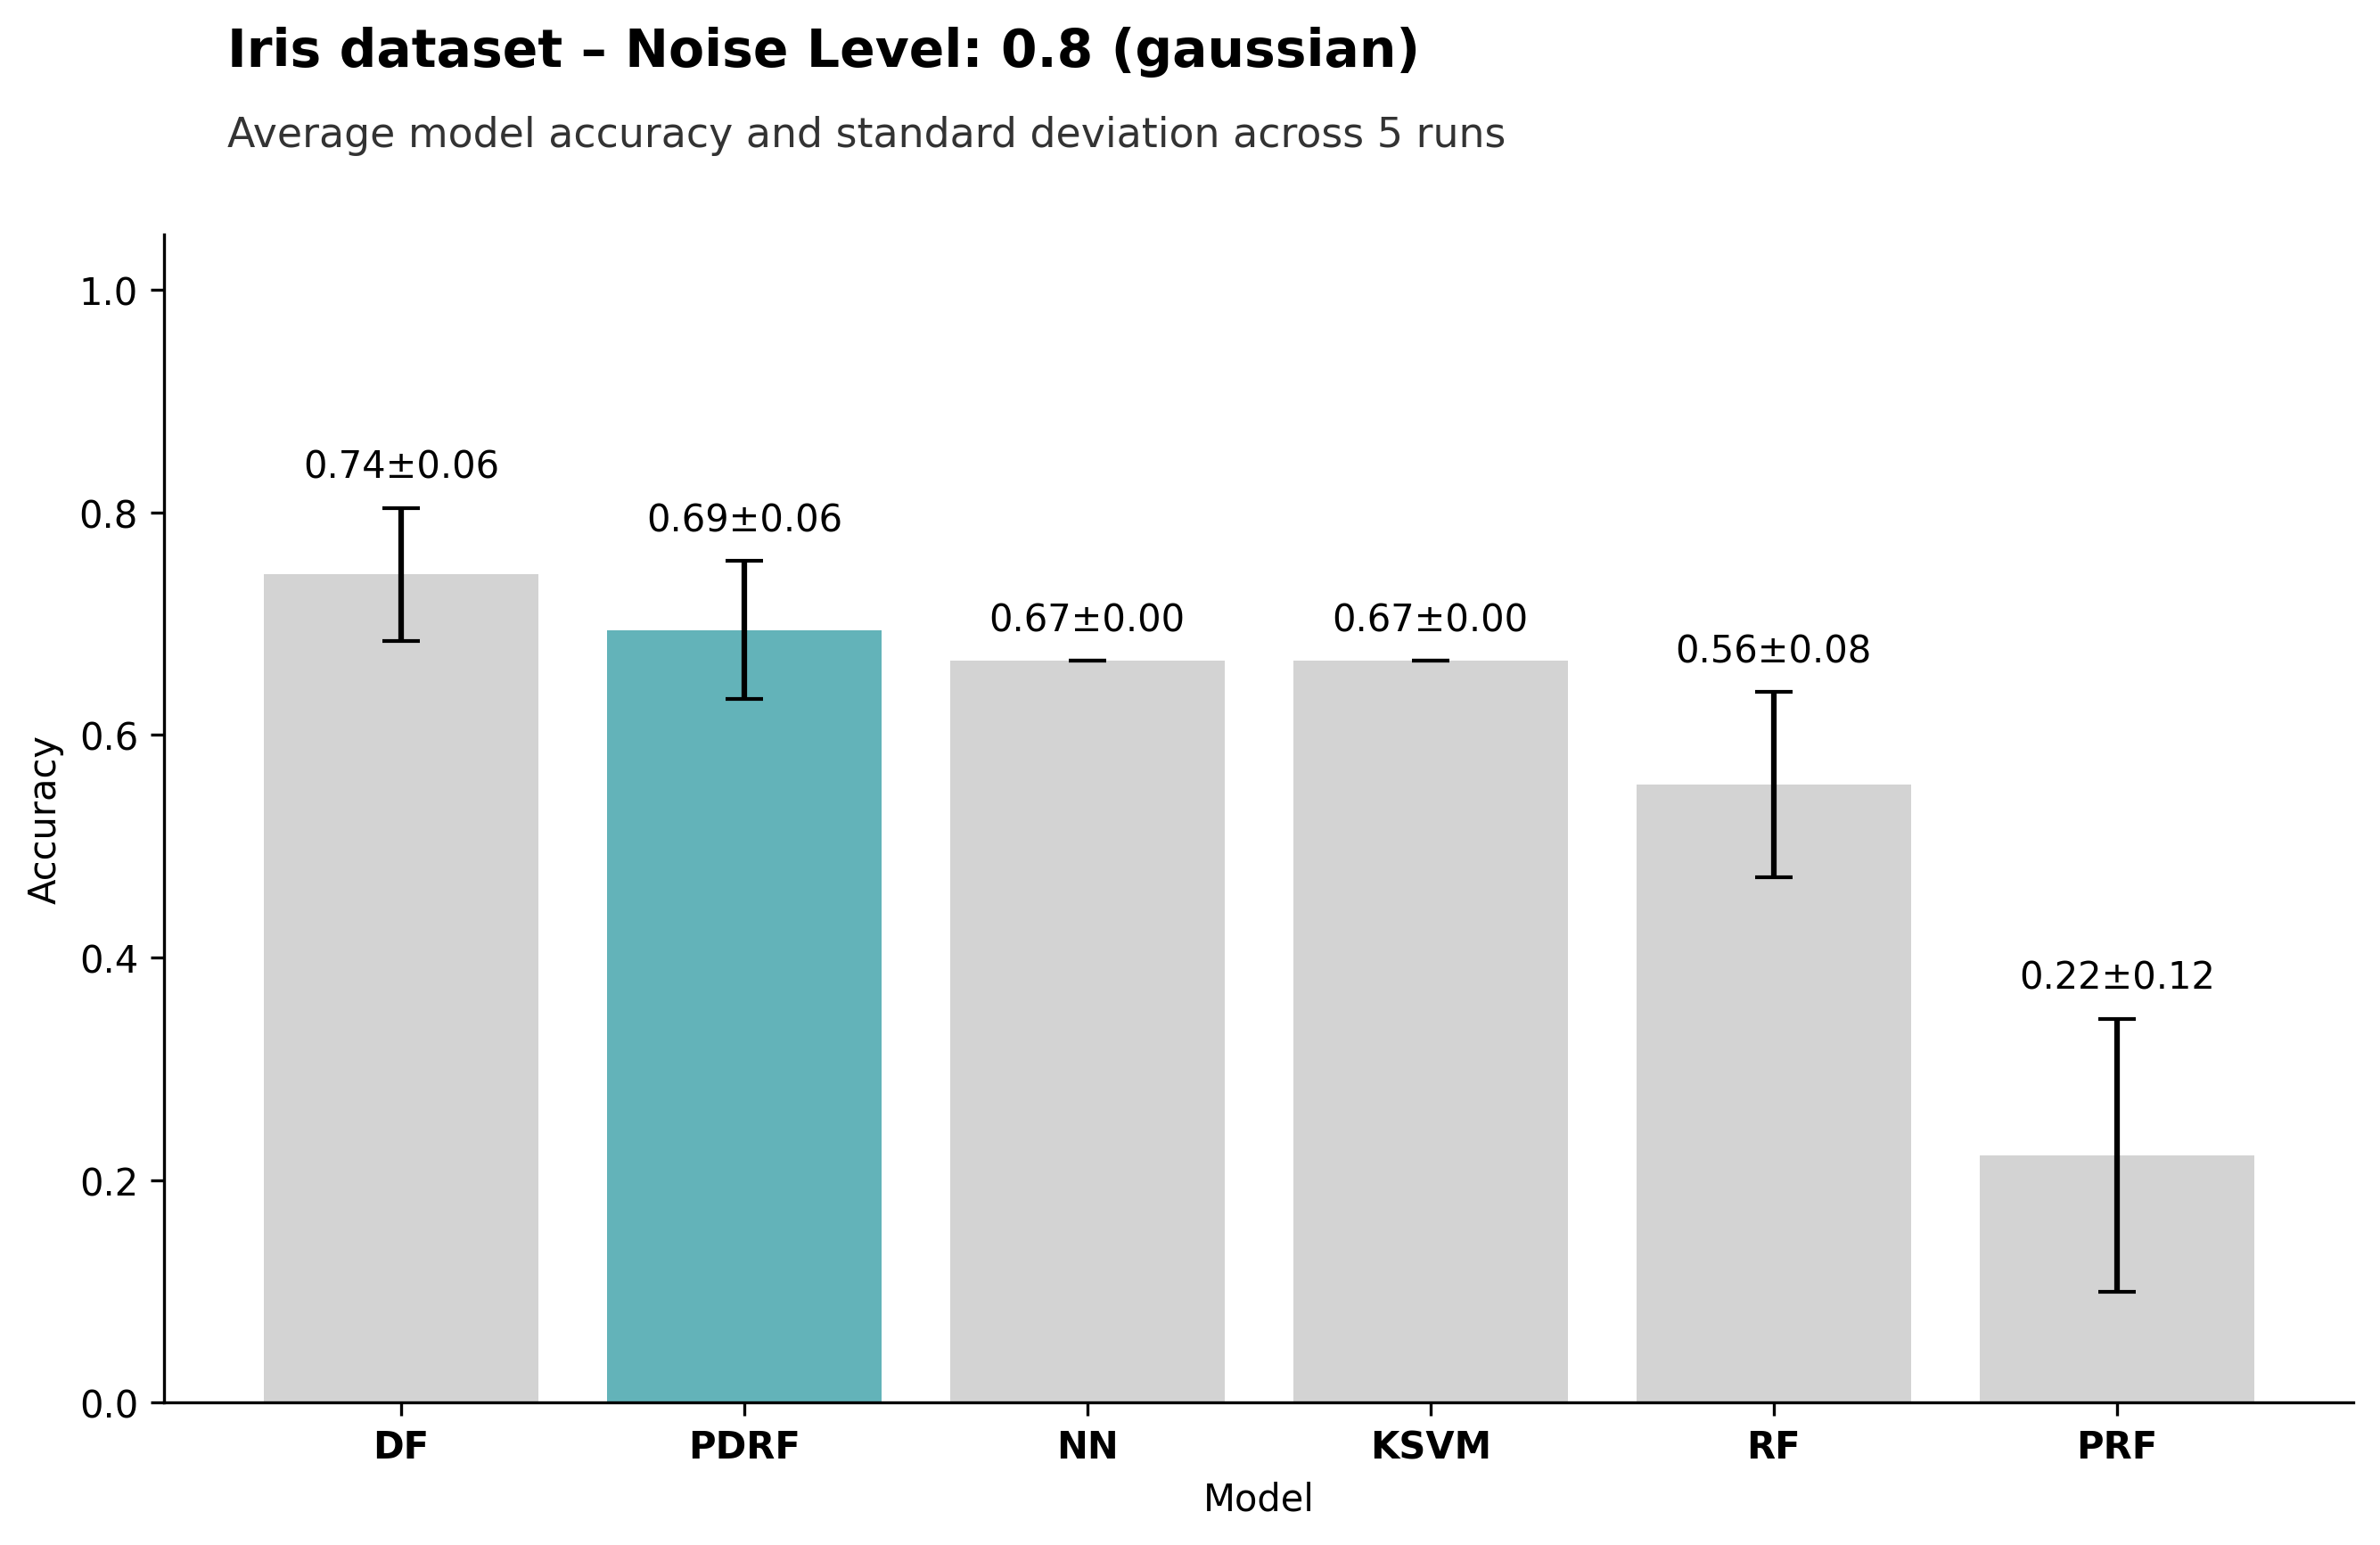 Iris dataset – Noise Level: 0.8 (gaussian)
Average model accuracy and standard deviation across 5 runs
1.0
0.8
0.6
0.4
0.2
0.0
Accuracy
0.74±0.06
0.69±0.06
0.67±0.00
0.67±0.00
0.56±0.08
0.22±0.12
DF
PDRF
NN
KSVM
RF
PRF
Model